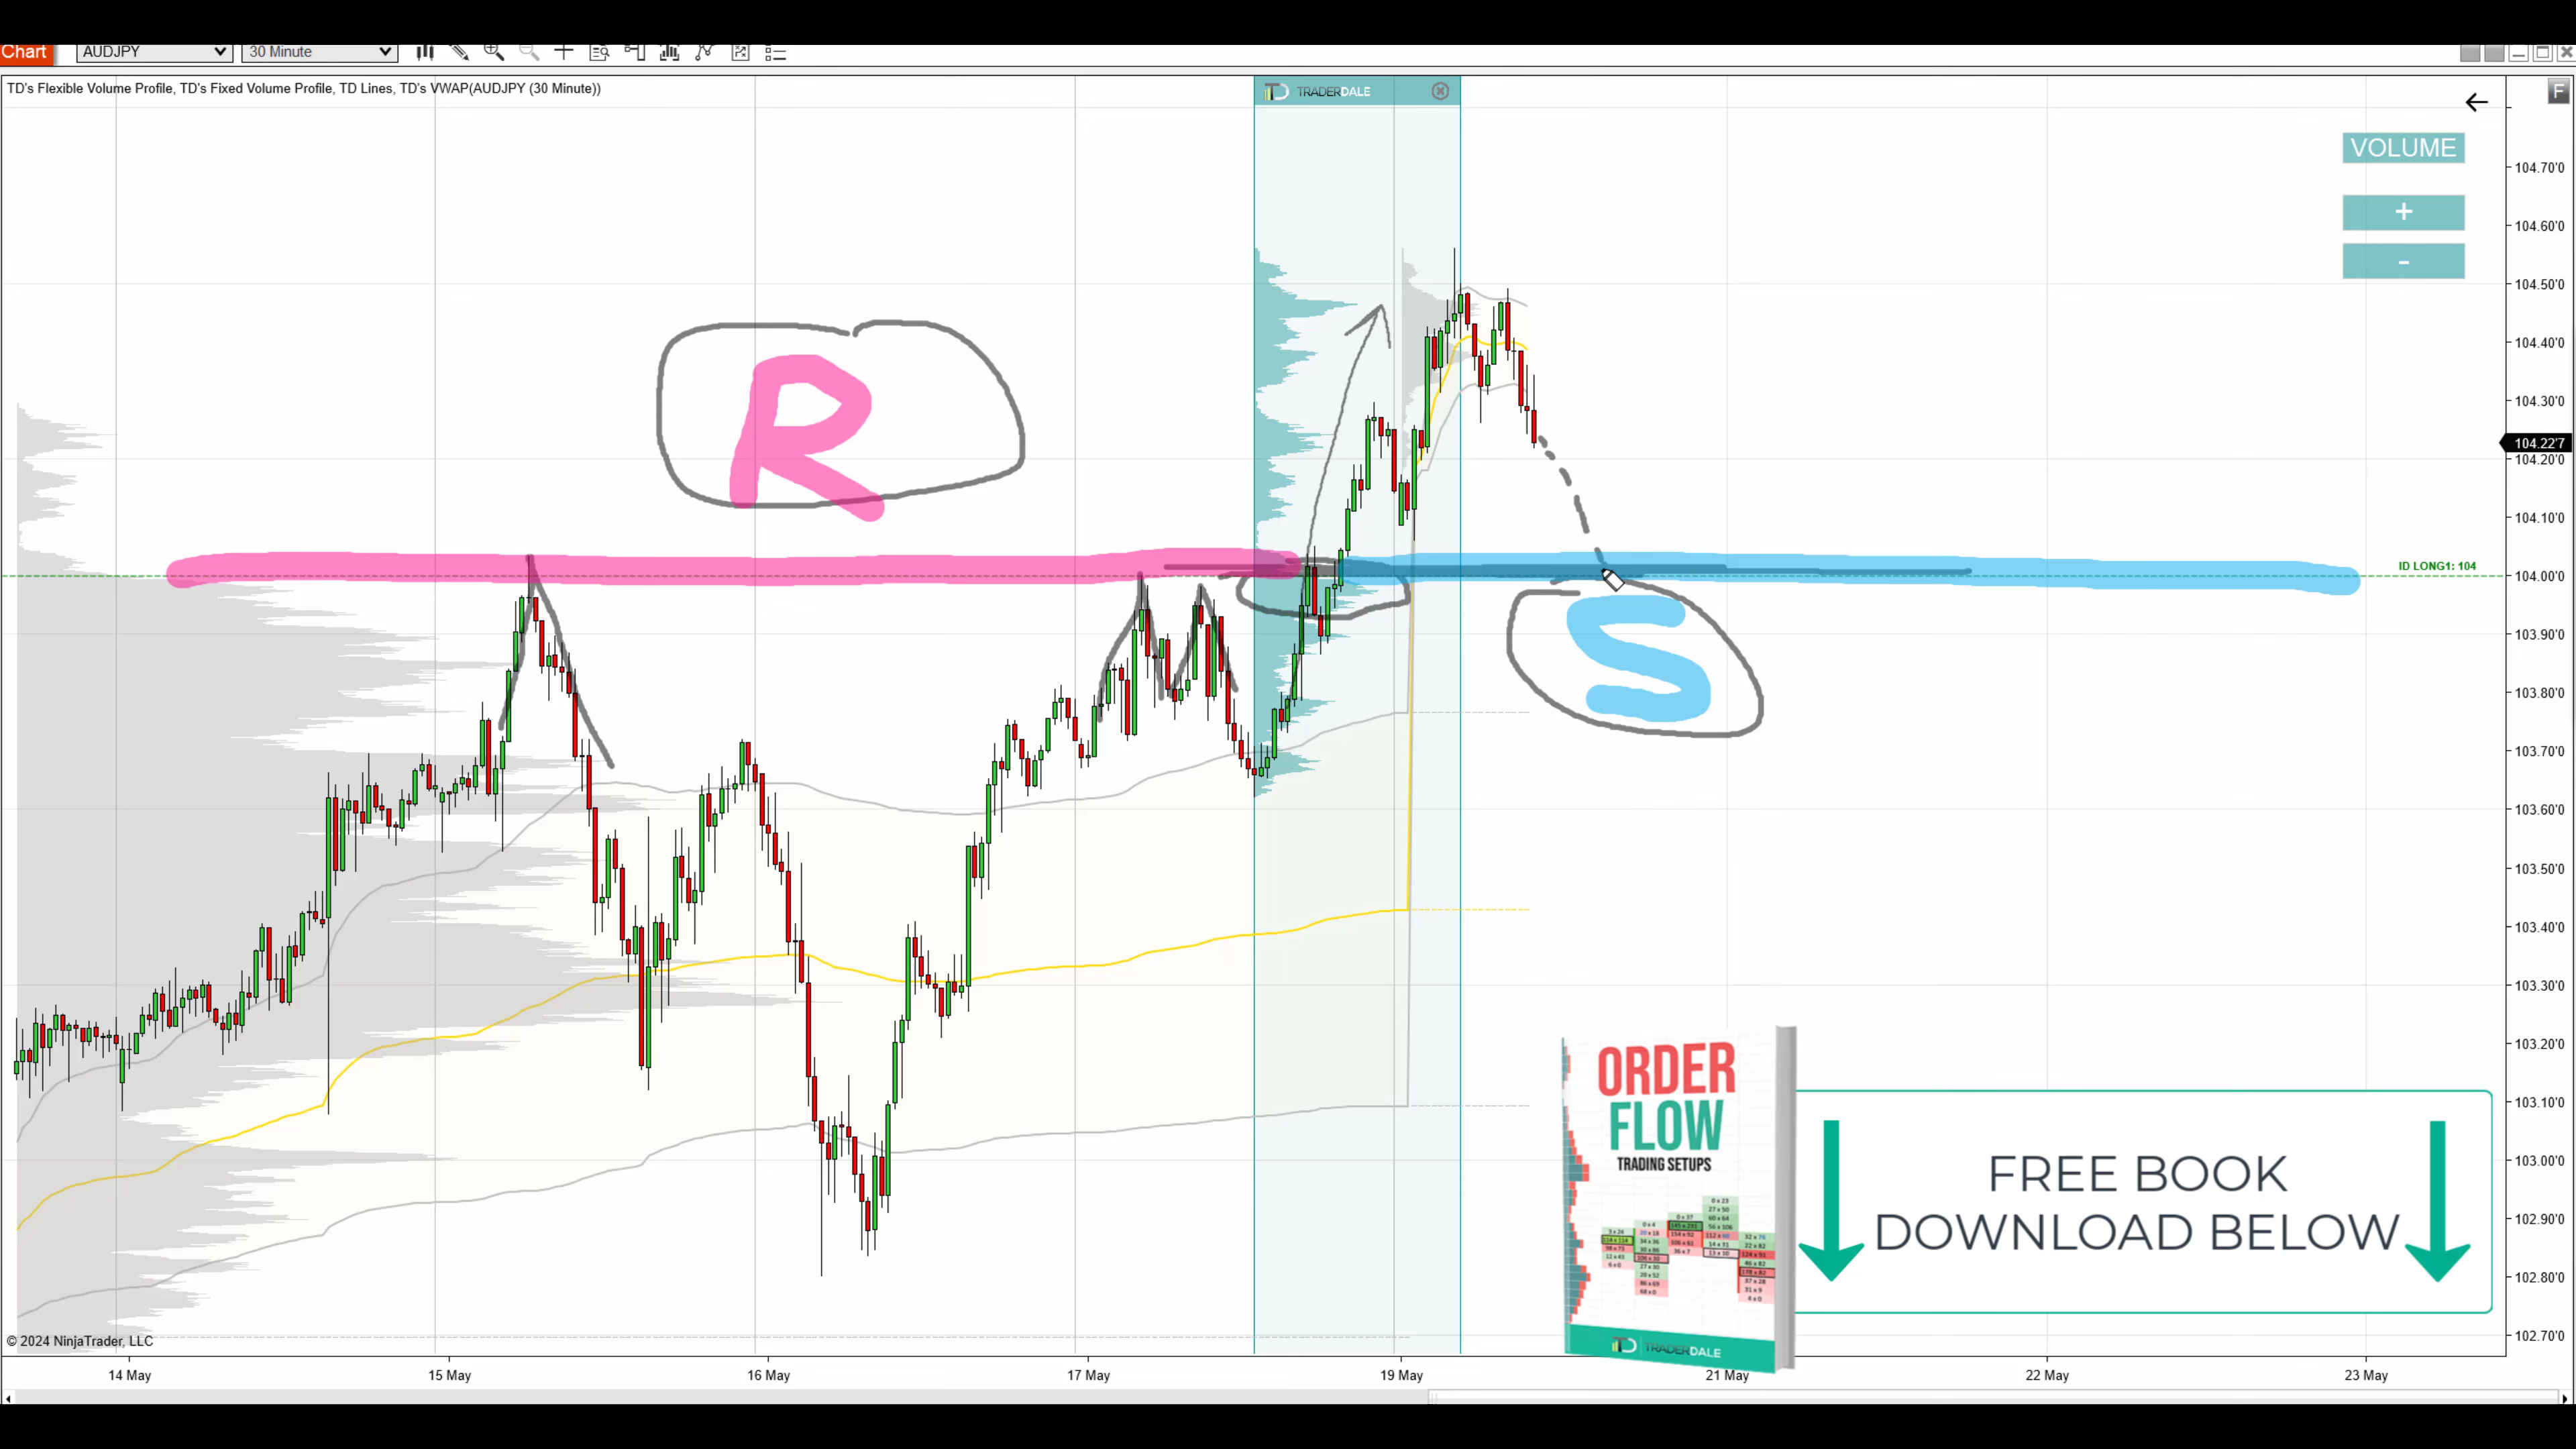 Chart AUDJPY 30 Minute
TD's Flexible Volume Profile, TD's Fixed Volume Profile, TD Lines, TD's VWAP(AUDJPY (30 Minute))
TRADERDALE
F
VOLUME
+
-
104.70'0
104.60'0
104.50'0
104.40'0
104.30'0
104.22'7
104.20'0
104.10'0
ID LONG1: 104
104.00'0
103.90'0
103.80'0
103.70'0
103.60'0
103.50'0
103.40'0
103.30'0
103.20'0
103.10'0
103.00'0
102.90'0
102.80'0
102.70'0
R
S
ORDER
FLOW
TRADING SETUPS
TRADERDALE
FREE BOOK
DOWNLOAD BELOW
© 2024 NinjaTrader, LLC
14 May 15 May 16 May 17 May 19 May 21 May 22 May 23 May